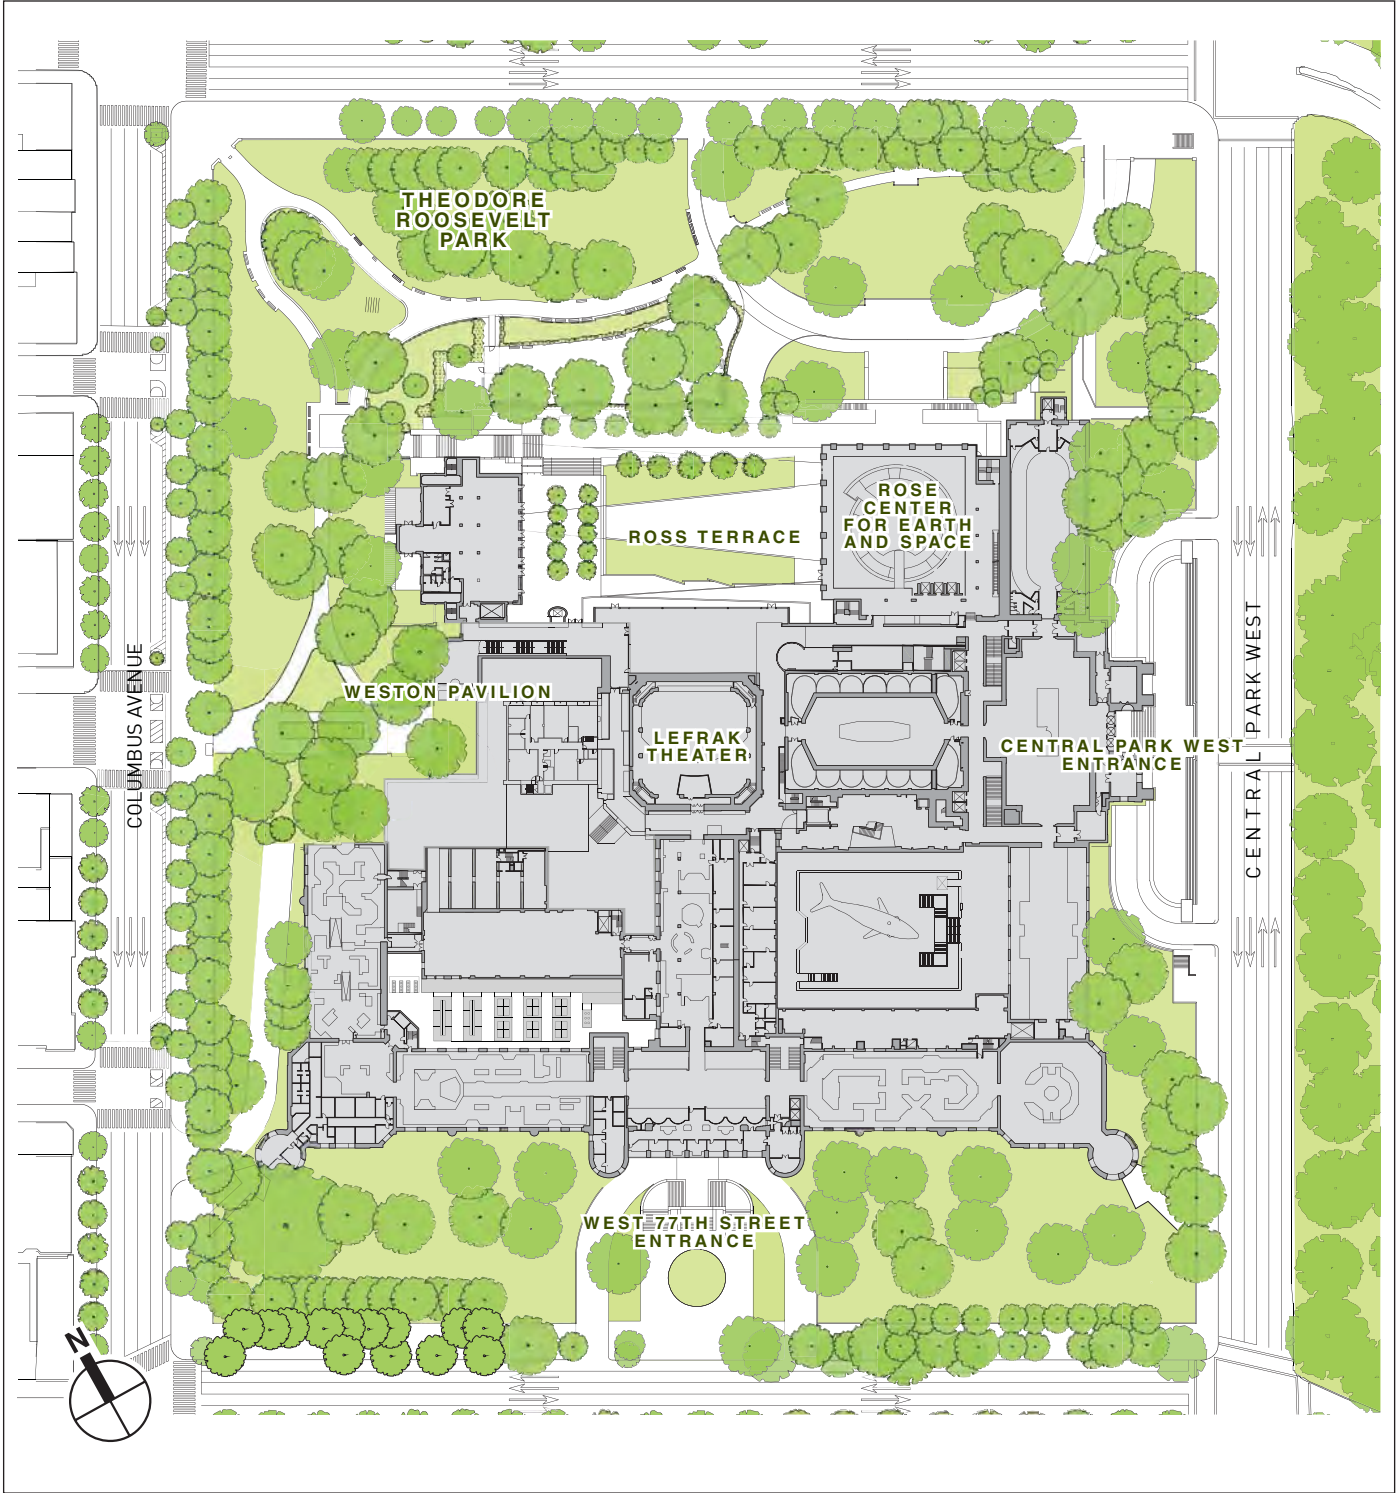 THEODORE
ROOSEVELT
PARK
ROSE
CENTER
FOR EARTH
AND SPACE
ROSS TERRACE
COLUMBUS AVENUE
WESTON PAVILION
LEFRAK
THEATER
CENTRAL PARK WEST
ENTRANCE
CENTRAL PARK WEST
WEST 77TH STREET
ENTRANCE
N